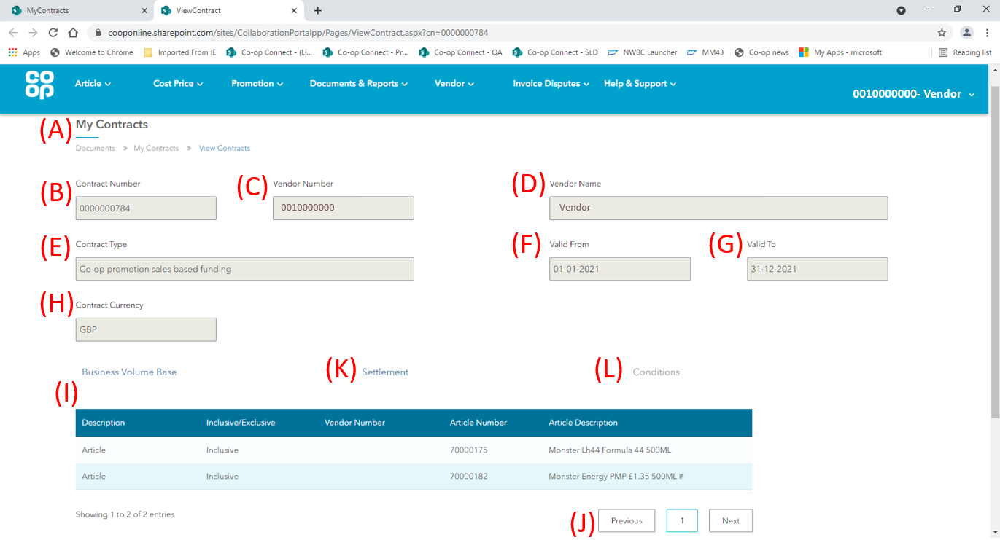 MyContracts
ViewContract
cooponline.sharepoint.com/sites/CollaborationPortalpp/Pages/ViewContract.aspx?cn=0000000784
Apps Welcome to Chrome Imported From IE Co-op Connect - (Li... Co-op Connect - Pr... Co-op Connect - QA Co-op Connect - SLD NWBC Launcher MM43 Co-op news My Apps - microsoft Reading list
CO
OP
Article Cost Price Promotion Documents & Reports Vendor Invoice Disputes Help & Support
0010000000- Vendor
(A) My Contracts
Documents » My Contracts » View Contracts
(B) Contract Number (C) Vendor Number (D) Vendor Name
0000000784 0010000000 Vendor
(E) Contract Type (F) Valid From (G) Valid To
Co-op promotion sales based funding 01-01-2021 31-12-2021
(H) Contract Currency
GBP
Business Volume Base (K) Settlement (L) Conditions
(I)
Description Inclusive/Exclusive Vendor Number Article Number Article Description
Article Inclusive 70000175 Monster Lh44 Formula 44 500ML
Article Inclusive 70000182 Monster Energy PMP £1.35 500ML #
Showing 1 to 2 of 2 entries (J) Previous 1 Next